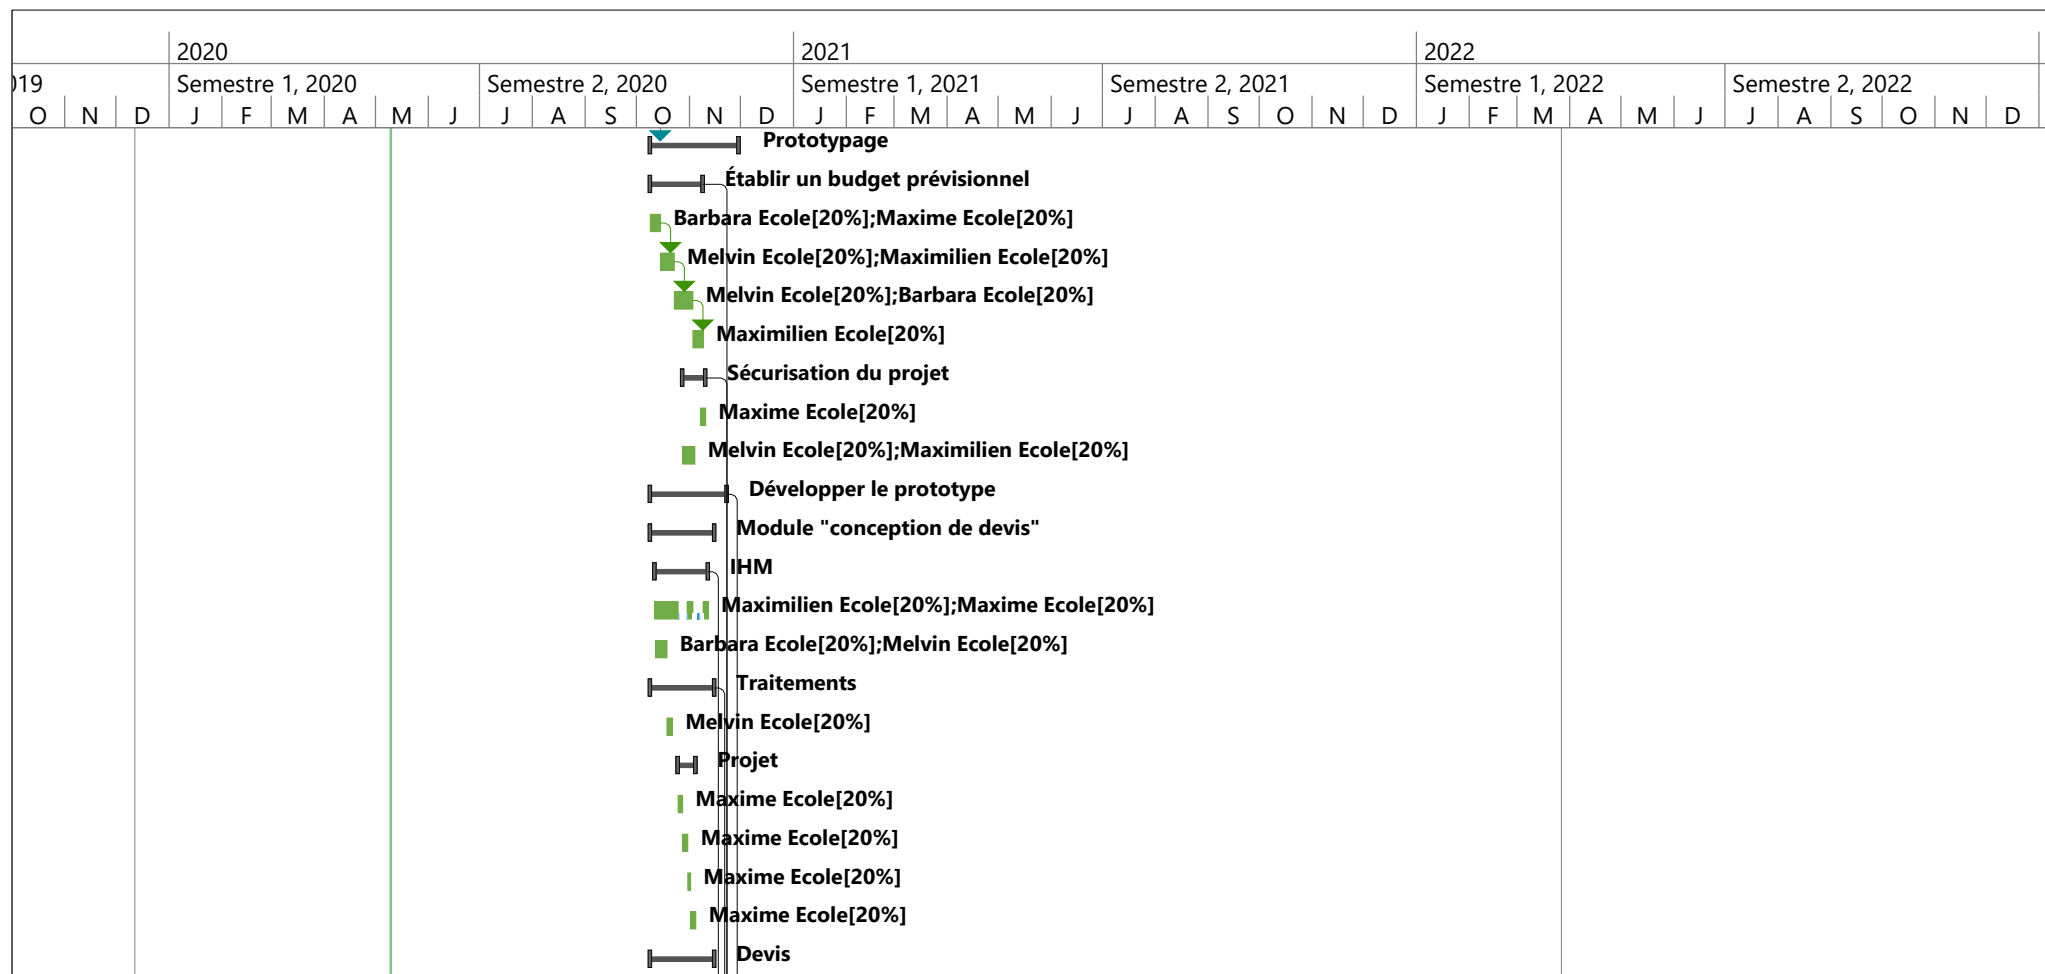 2020 2021 2022
)19 Semestre 1, 2020 Semestre 2, 2020 Semestre 1, 2021 Semestre 2, 2021 Semestre 1, 2022 Semestre 2, 2022
O N D J F M A M J J A S O N D J F M A M J J A S O N D J F M A M J J A S O N D
Prototypage
Établir un budget prévisionnel
Barbara Ecole[20%];Maxime Ecole[20%]
Melvin Ecole[20%];Maximilien Ecole[20%]
Melvin Ecole[20%];Barbara Ecole[20%]
Maximilien Ecole[20%]
Sécurisation du projet
Maxime Ecole[20%]
Melvin Ecole[20%];Maximilien Ecole[20%]
Développer le prototype
Module "conception de devis"
IHM
Maximilien Ecole[20%];Maxime Ecole[20%]
Barbara Ecole[20%];Melvin Ecole[20%]
Traitements
Melvin Ecole[20%]
Projet
Maxime Ecole[20%]
Maxime Ecole[20%]
Maxime Ecole[20%]
Maxime Ecole[20%]
Devis